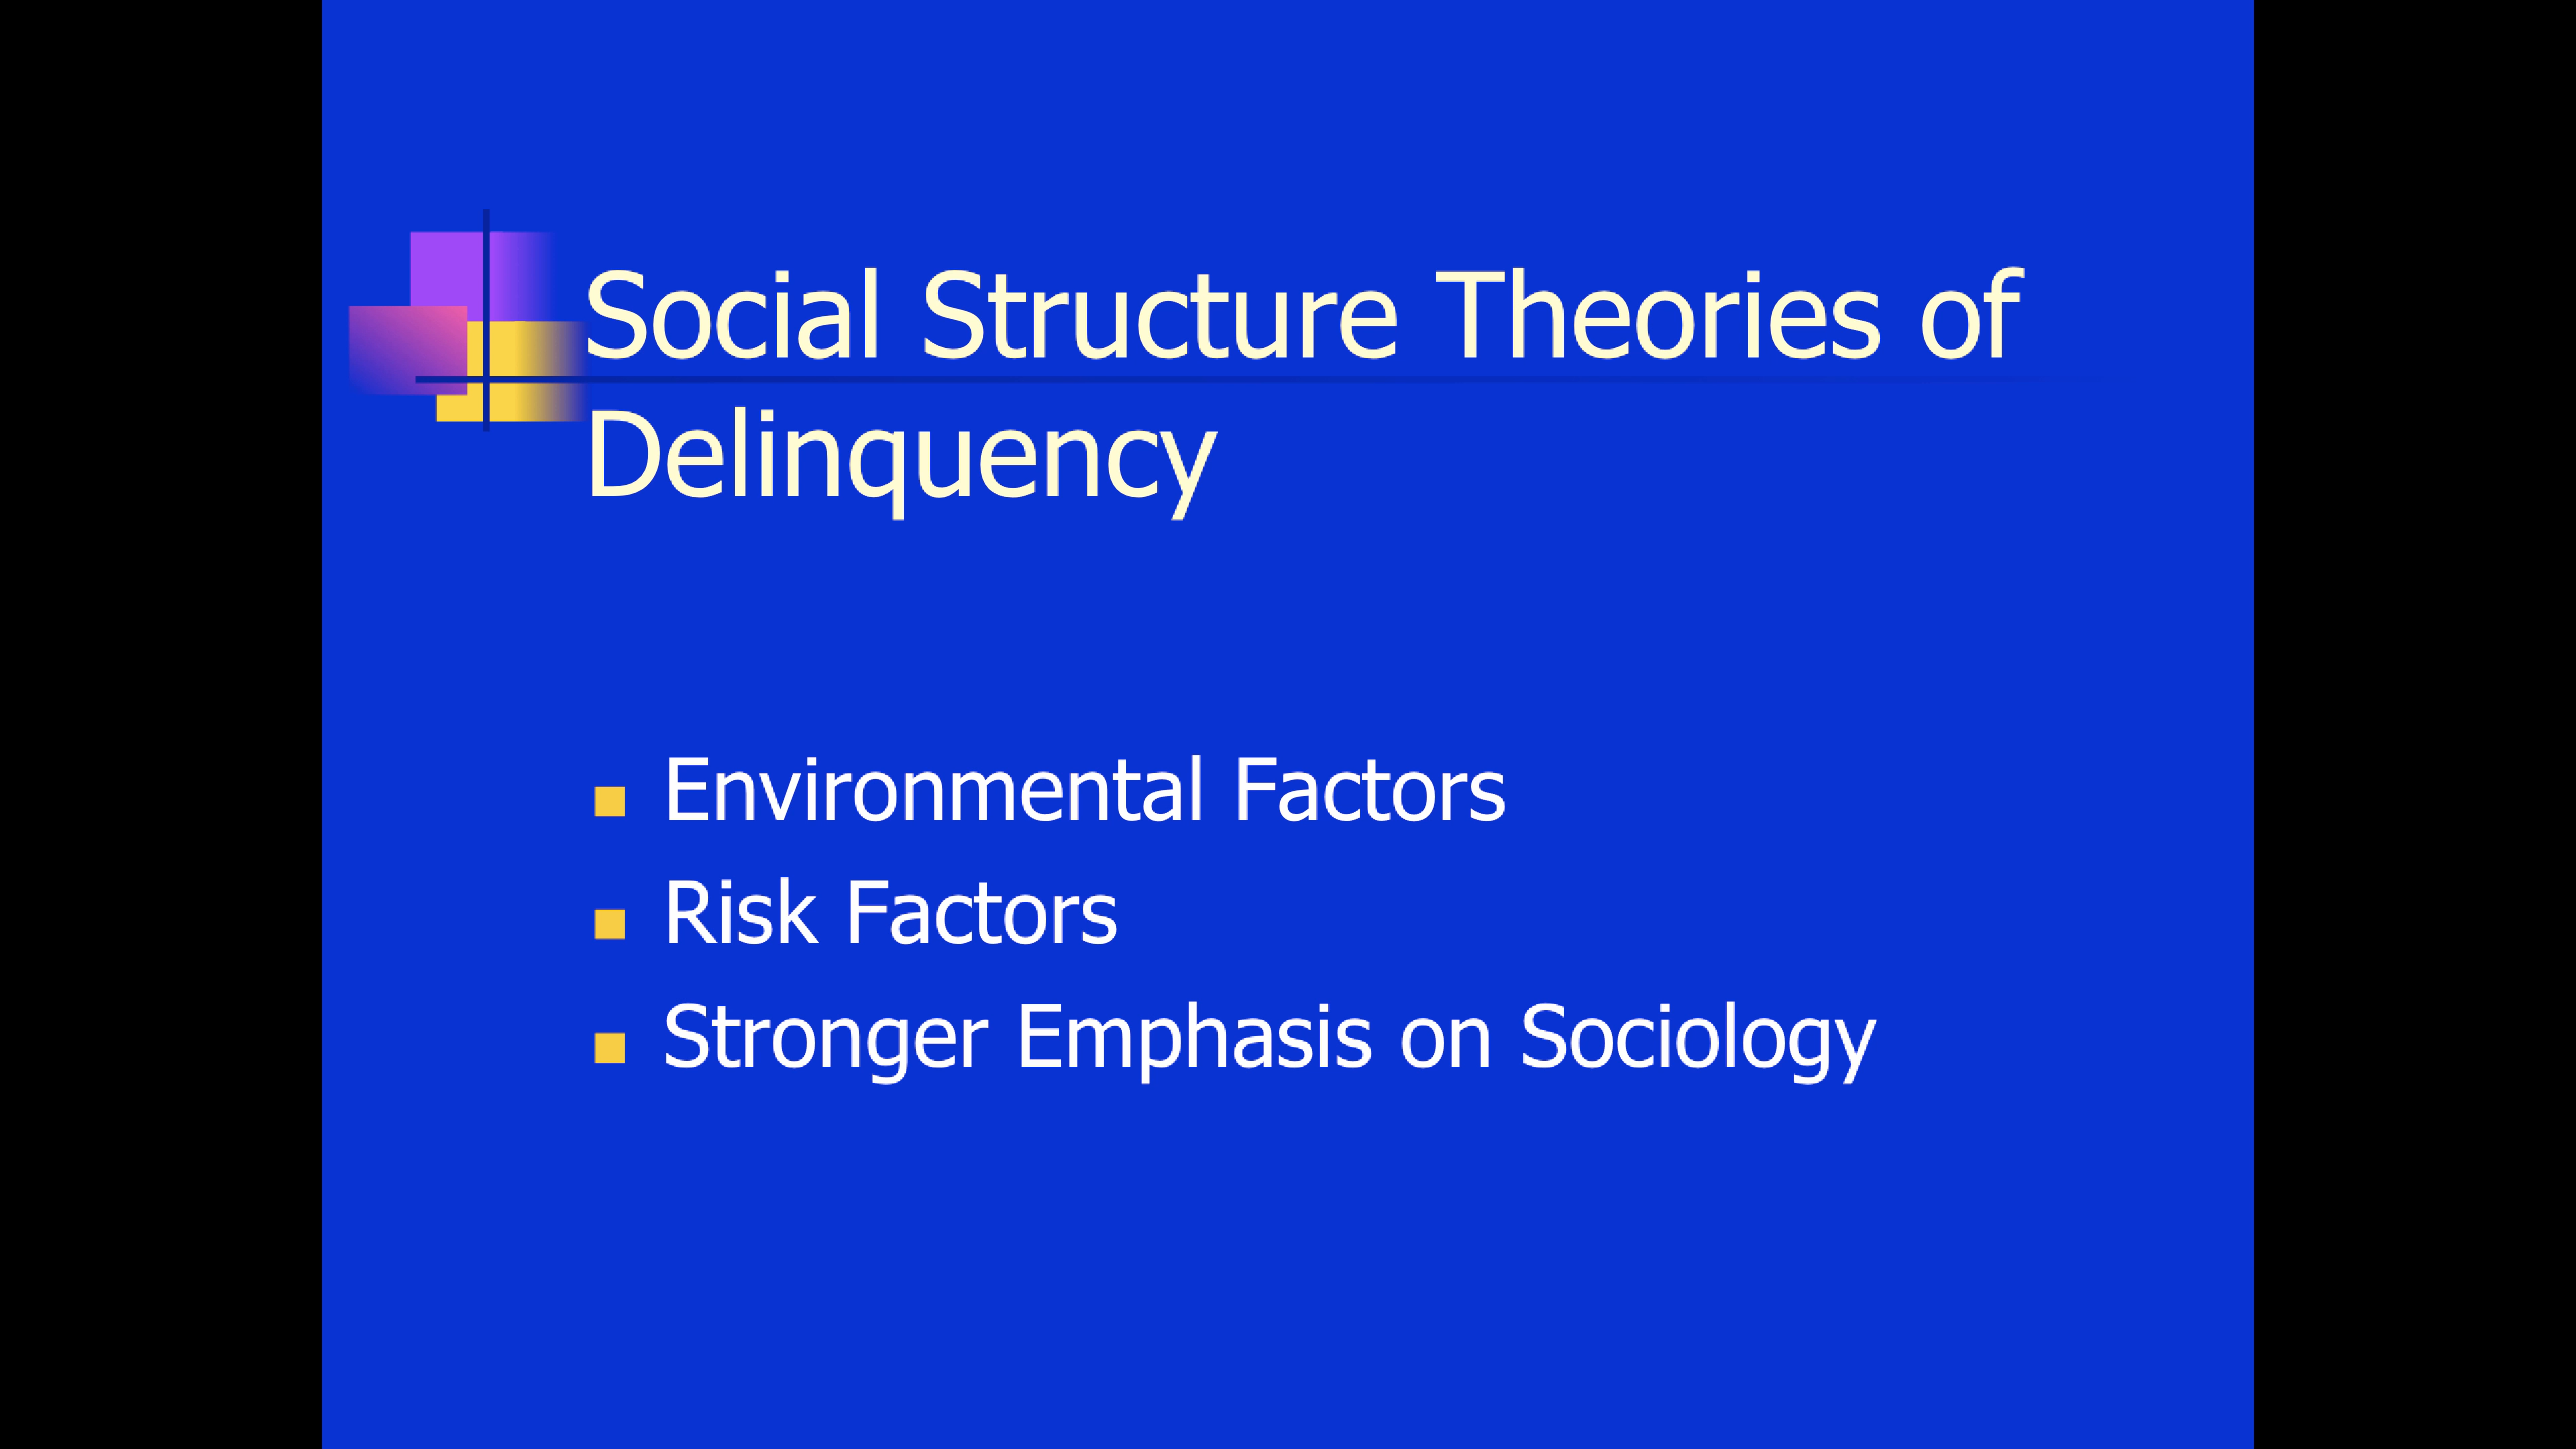 Social Structure Theories of
Delinquency
Environmental Factors
Risk Factors
Stronger Emphasis on Sociology